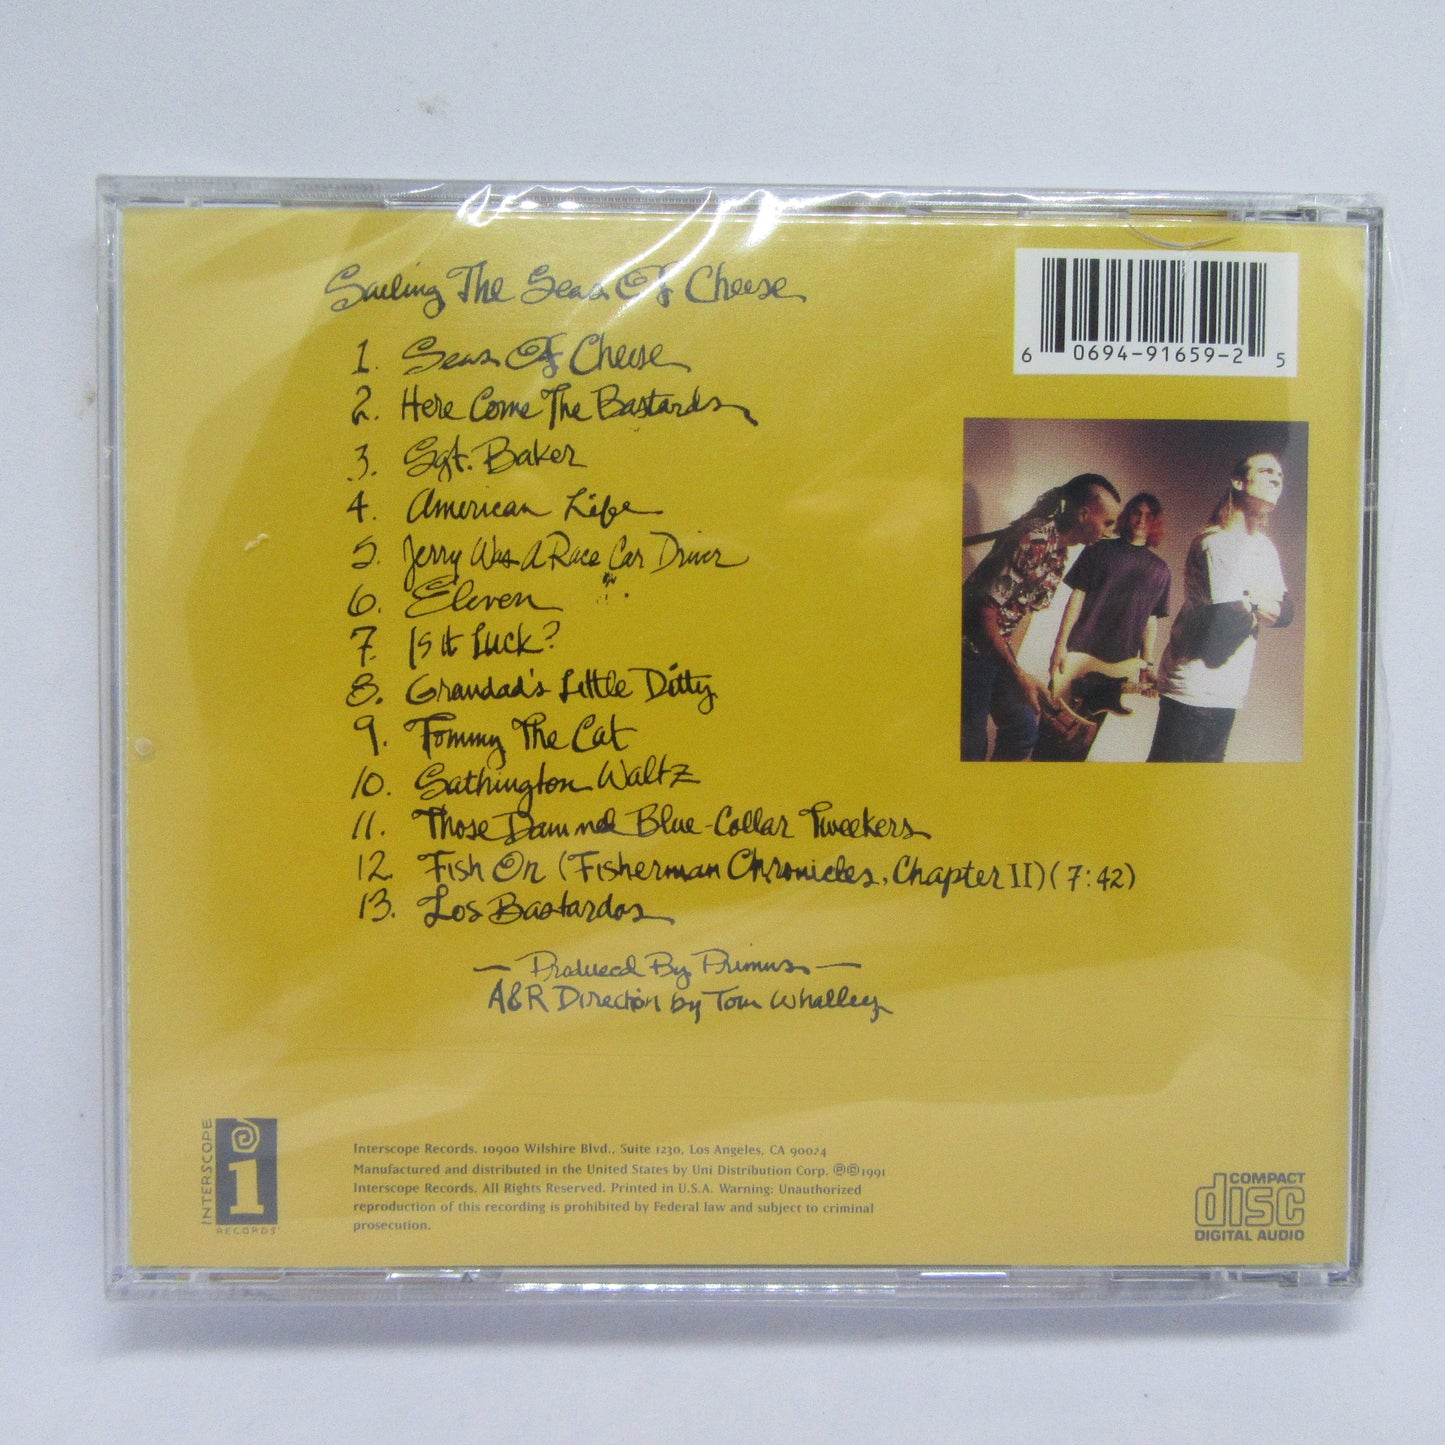 Sailing The Seas Of Cheese
1. Seas Of Cheese
2. Here Come The Bastards
3. Sgt. Baker
4. American Life
5. Jerry Was A Race Car Driver
6. Eleven
7. Is it Luck?
8. Grandad's Little Ditty
9. Tommy The Cat
10. Sathington Waltz
11. Those Damned Blue-Collar Tweekers
12. Fish On (Fisherman Chronicles, Chapter II) (7:42)
13. Los Bastardos
— Produced By Primus —
A&R Direction by Tom Whalley
6 0694-91659-2 5
INTERSCOPE
i
RECORDS
Interscope Records. 10900 Wilshire Blvd., Suite 1230, Los Angeles, CA 90024
Manufactured and distributed in the United States by Uni Distribution Corp. ℗©1991
Interscope Records. All Rights Reserved. Printed in U.S.A. Warning: Unauthorized
reproduction of this recording is prohibited by Federal law and subject to criminal
prosecution.
COMPACT
disc
DIGITAL AUDIO